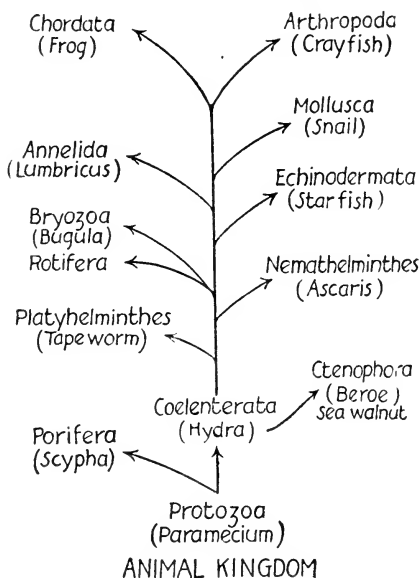 Chordata
(Frog)
Arthropoda
(Crayfish)
Mollusca
(Snail)
Annelida
(Lumbricus)
Echinodermata
(Starfish)
Bryozoa
(Bugula)
Rotifera
Nemathelminthes
(Ascaris)
Platyhelminthes
(Tapeworm)
Ctenophora
(Beroe)
Sea walnut
Coelenterata
(Hydra)
Porifera
(Scypha)
Protozoa
(Paramecium)
ANIMAL KINGDOM